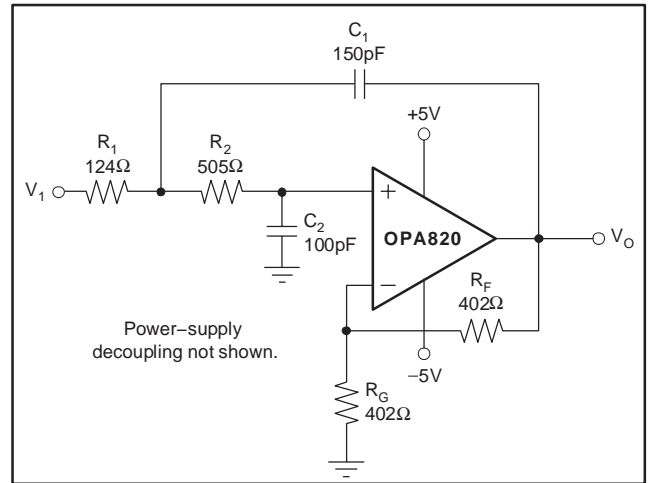 C1
150pF
+5V
R1
124Ω
R2
505Ω
V1
+
C2
100pF
OPA820
VO
−
RF
402Ω
Power−supply
decoupling not shown.
−5V
RG
402Ω